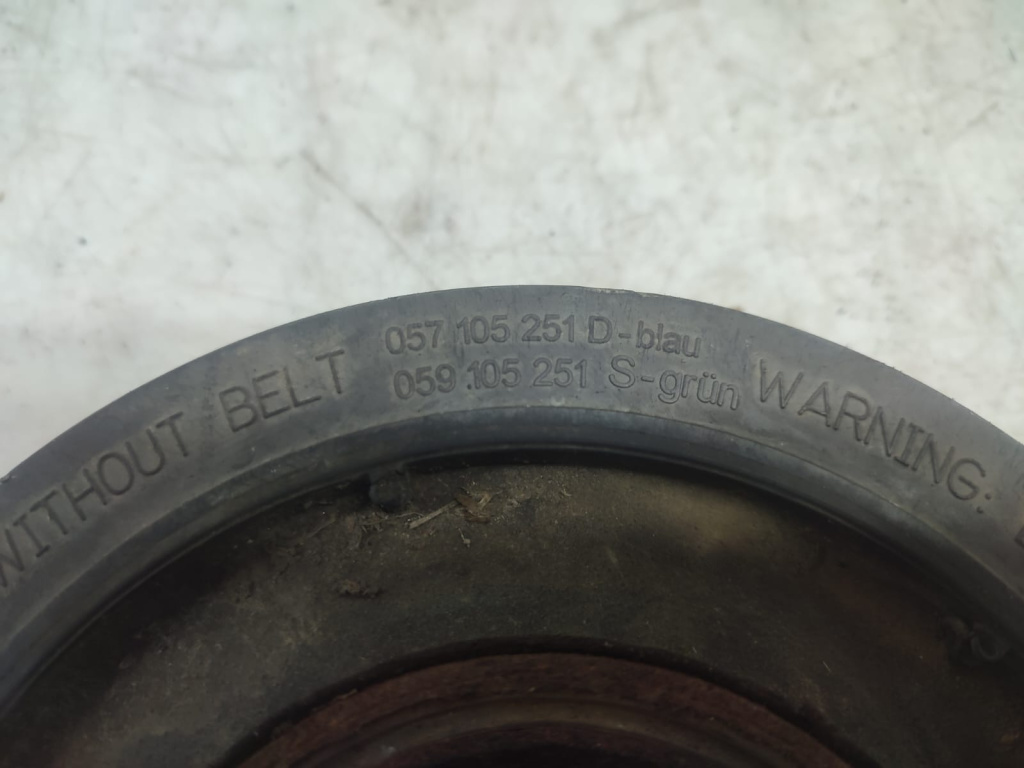 WITHOUT BELT
057 105 251 D-blau
059 105 251 S-grün
WARNING: